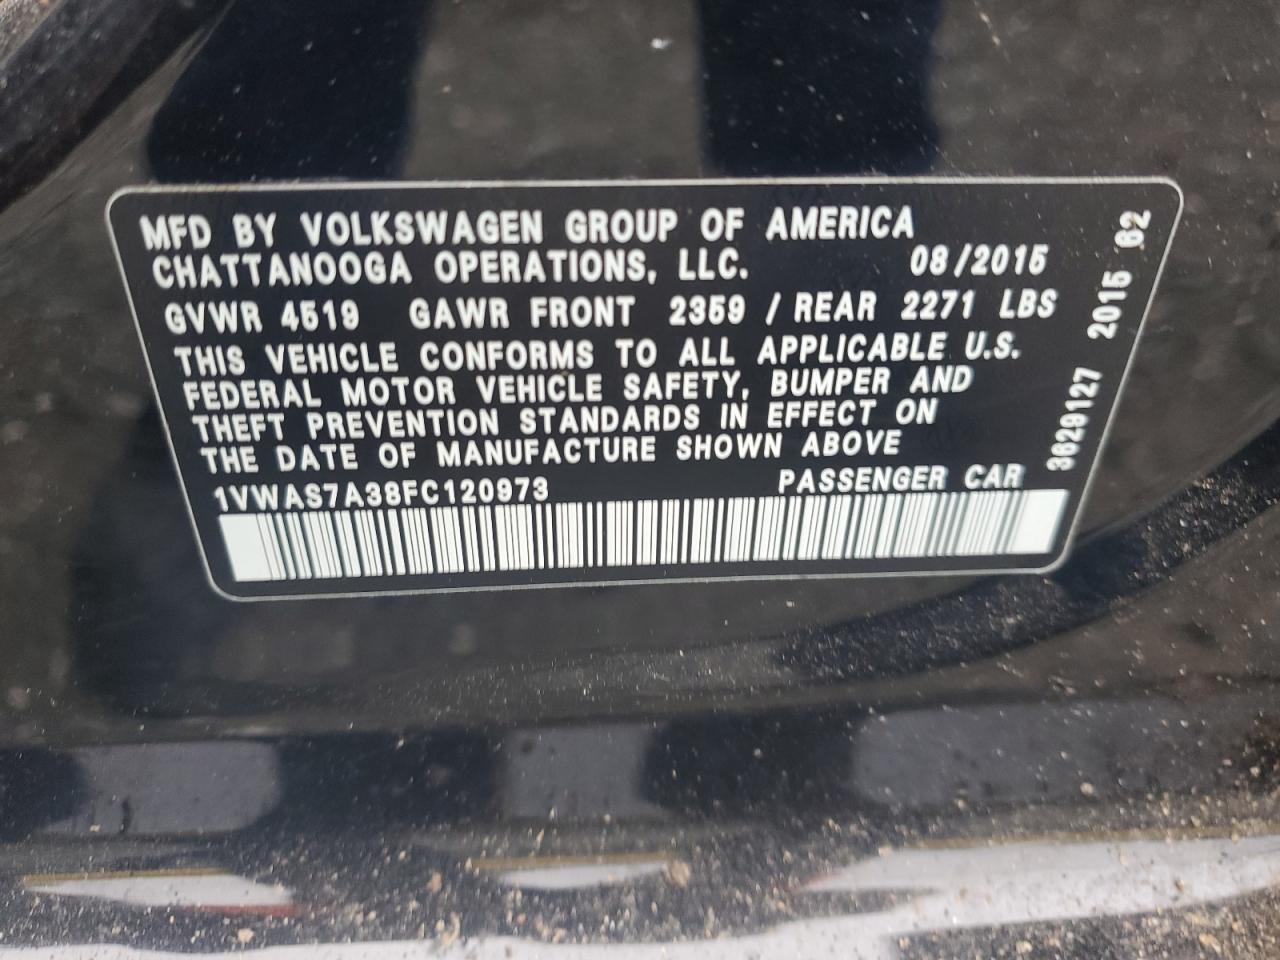 MFD BY VOLKSWAGEN GROUP OF AMERICA
CHATTANOOGA OPERATIONS, LLC. 08/2015
GVWR 4519 GAWR FRONT 2359 / REAR 2271 LBS
THIS VEHICLE CONFORMS TO ALL APPLICABLE U.S.
FEDERAL MOTOR VEHICLE SAFETY, BUMPER AND
THEFT PREVENTION STANDARDS IN EFFECT ON
THE DATE OF MANUFACTURE SHOWN ABOVE
1VWAS7A38FC120973 PASSENGER CAR
3629127 2015 62